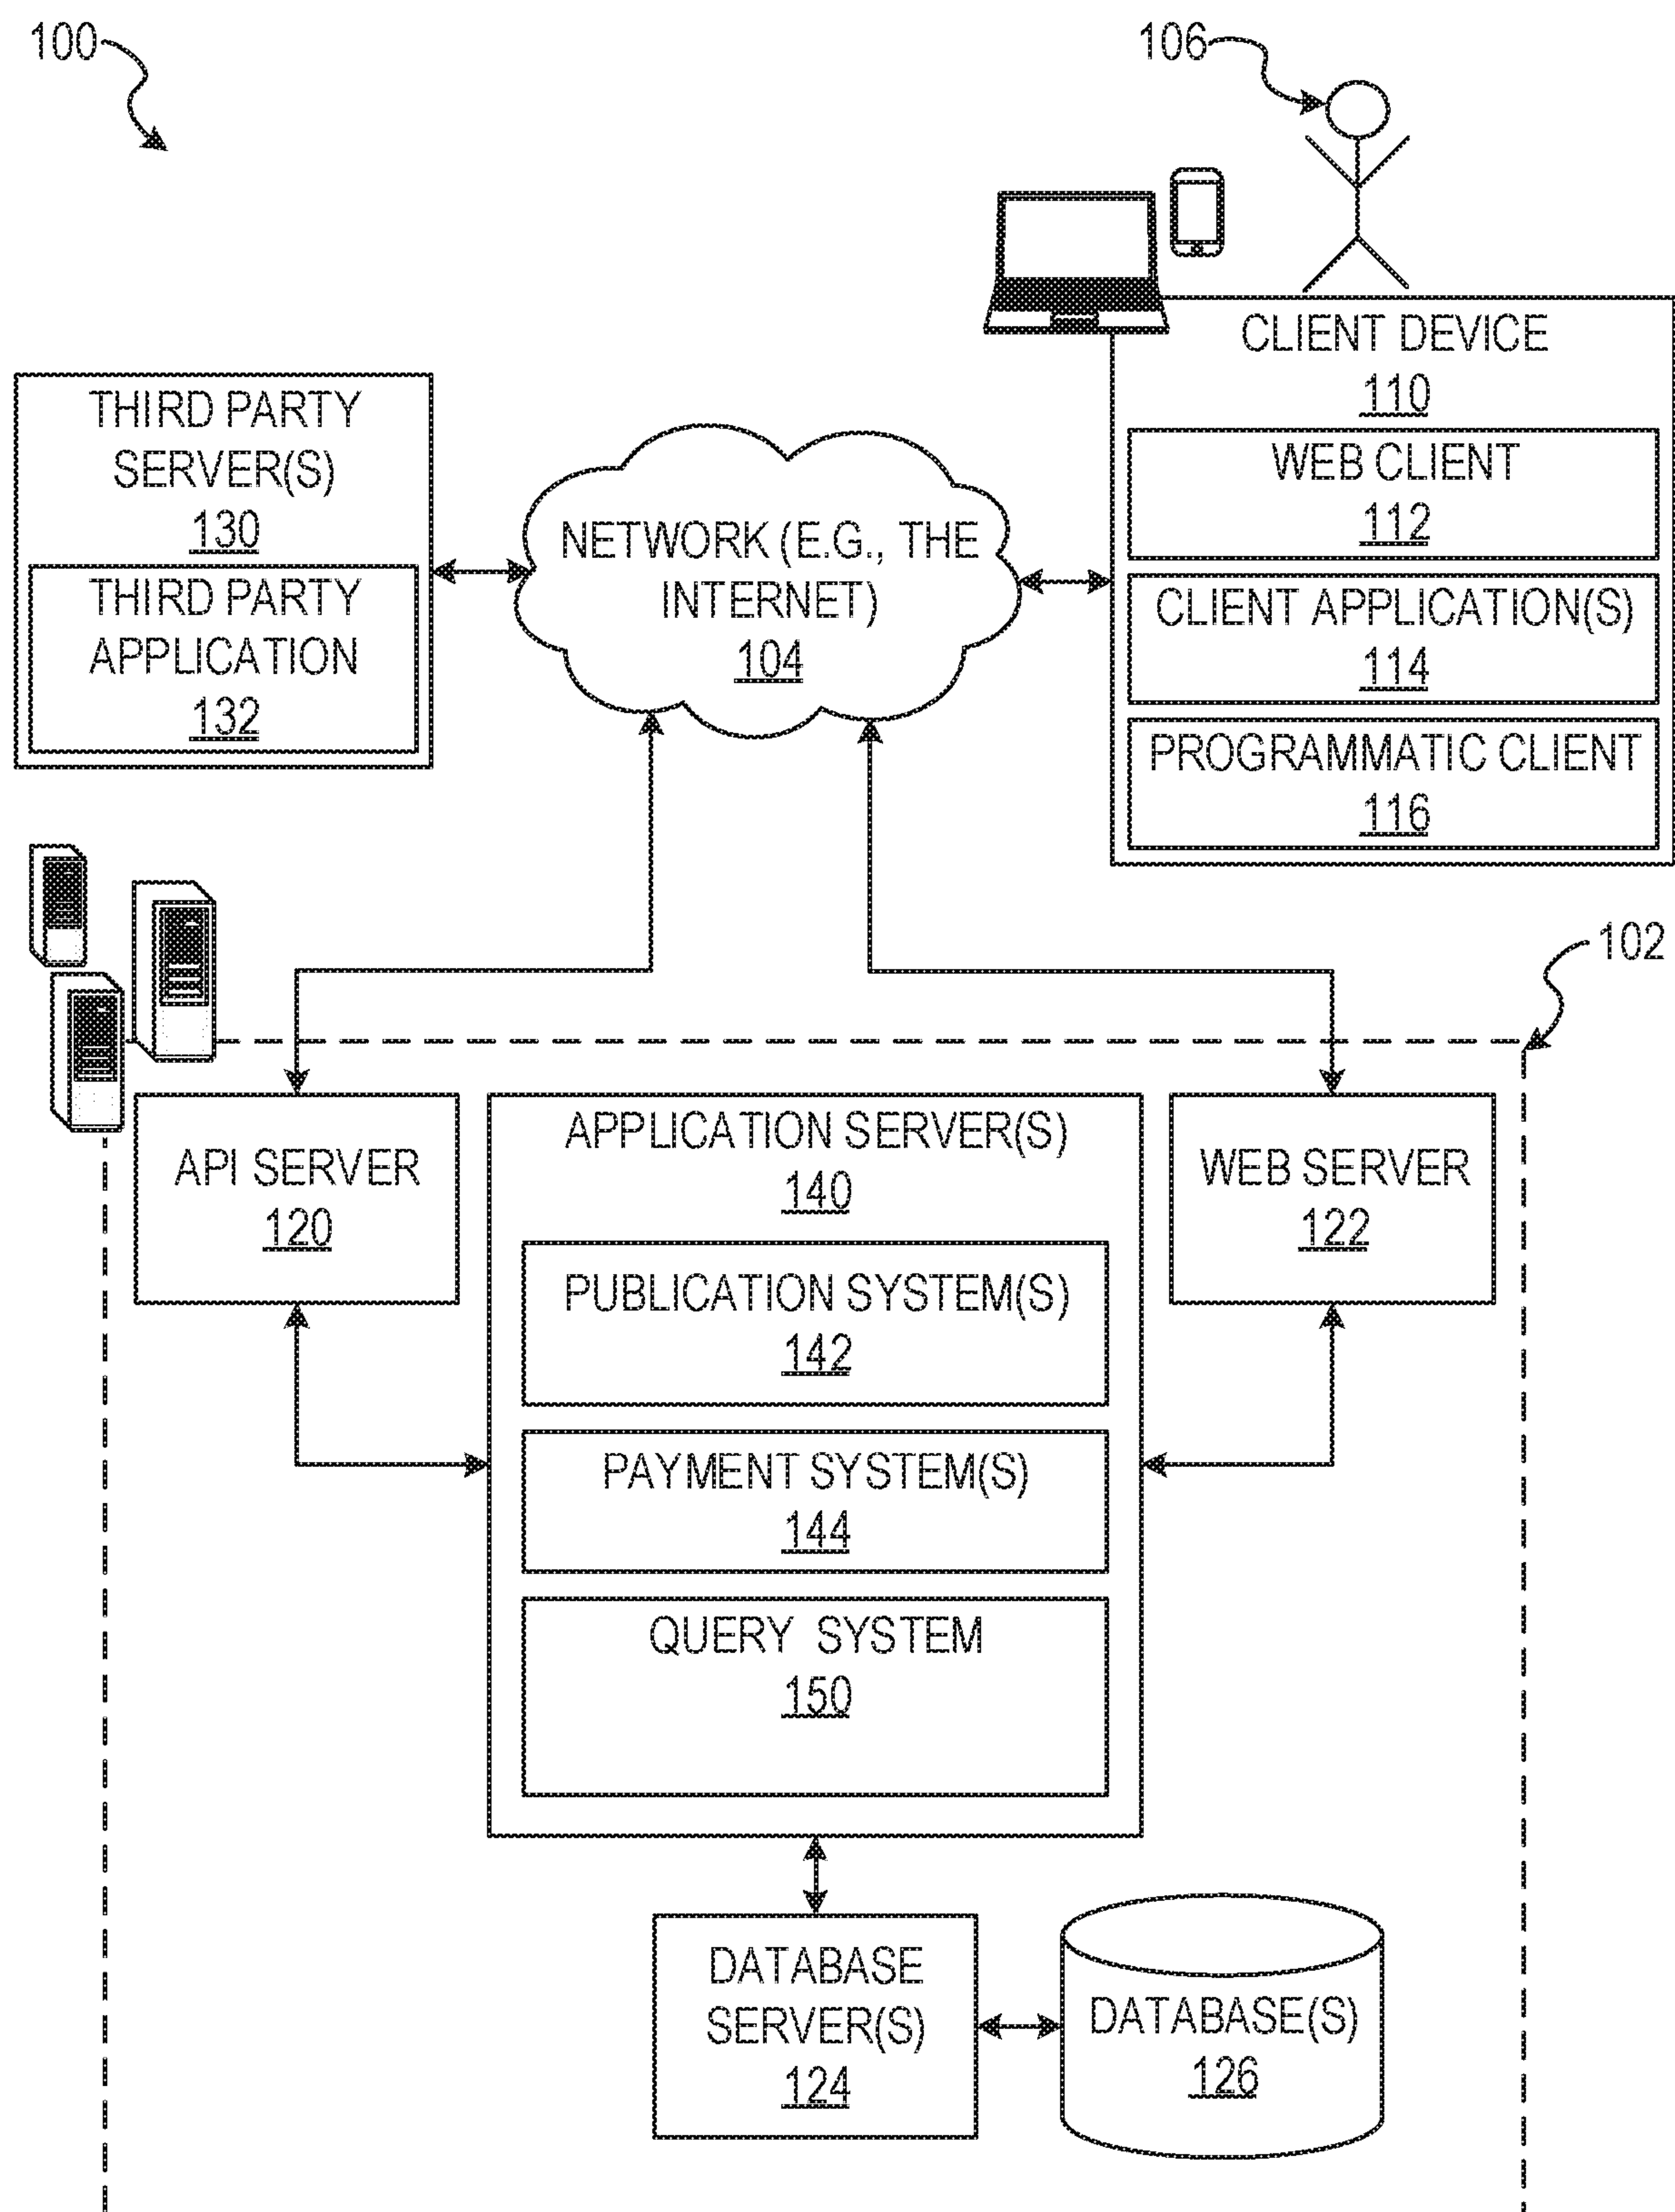 100
106
CLIENT DEVICE
110
WEB CLIENT
112
CLIENT APPLICATION(S)
114
PROGRAMMATIC CLIENT
116
THIRD PARTY
SERVER(S)
130
THIRD PARTY
APPLICATION
132
NETWORK (E.G., THE
INTERNET)
104
102
API SERVER
120
APPLICATION SERVER(S)
140
PUBLICATION SYSTEM(S)
142
PAYMENT SYSTEM(S)
144
QUERY SYSTEM
150
WEB SERVER
122
DATABASE
SERVER(S)
124
DATABASE(S)
126